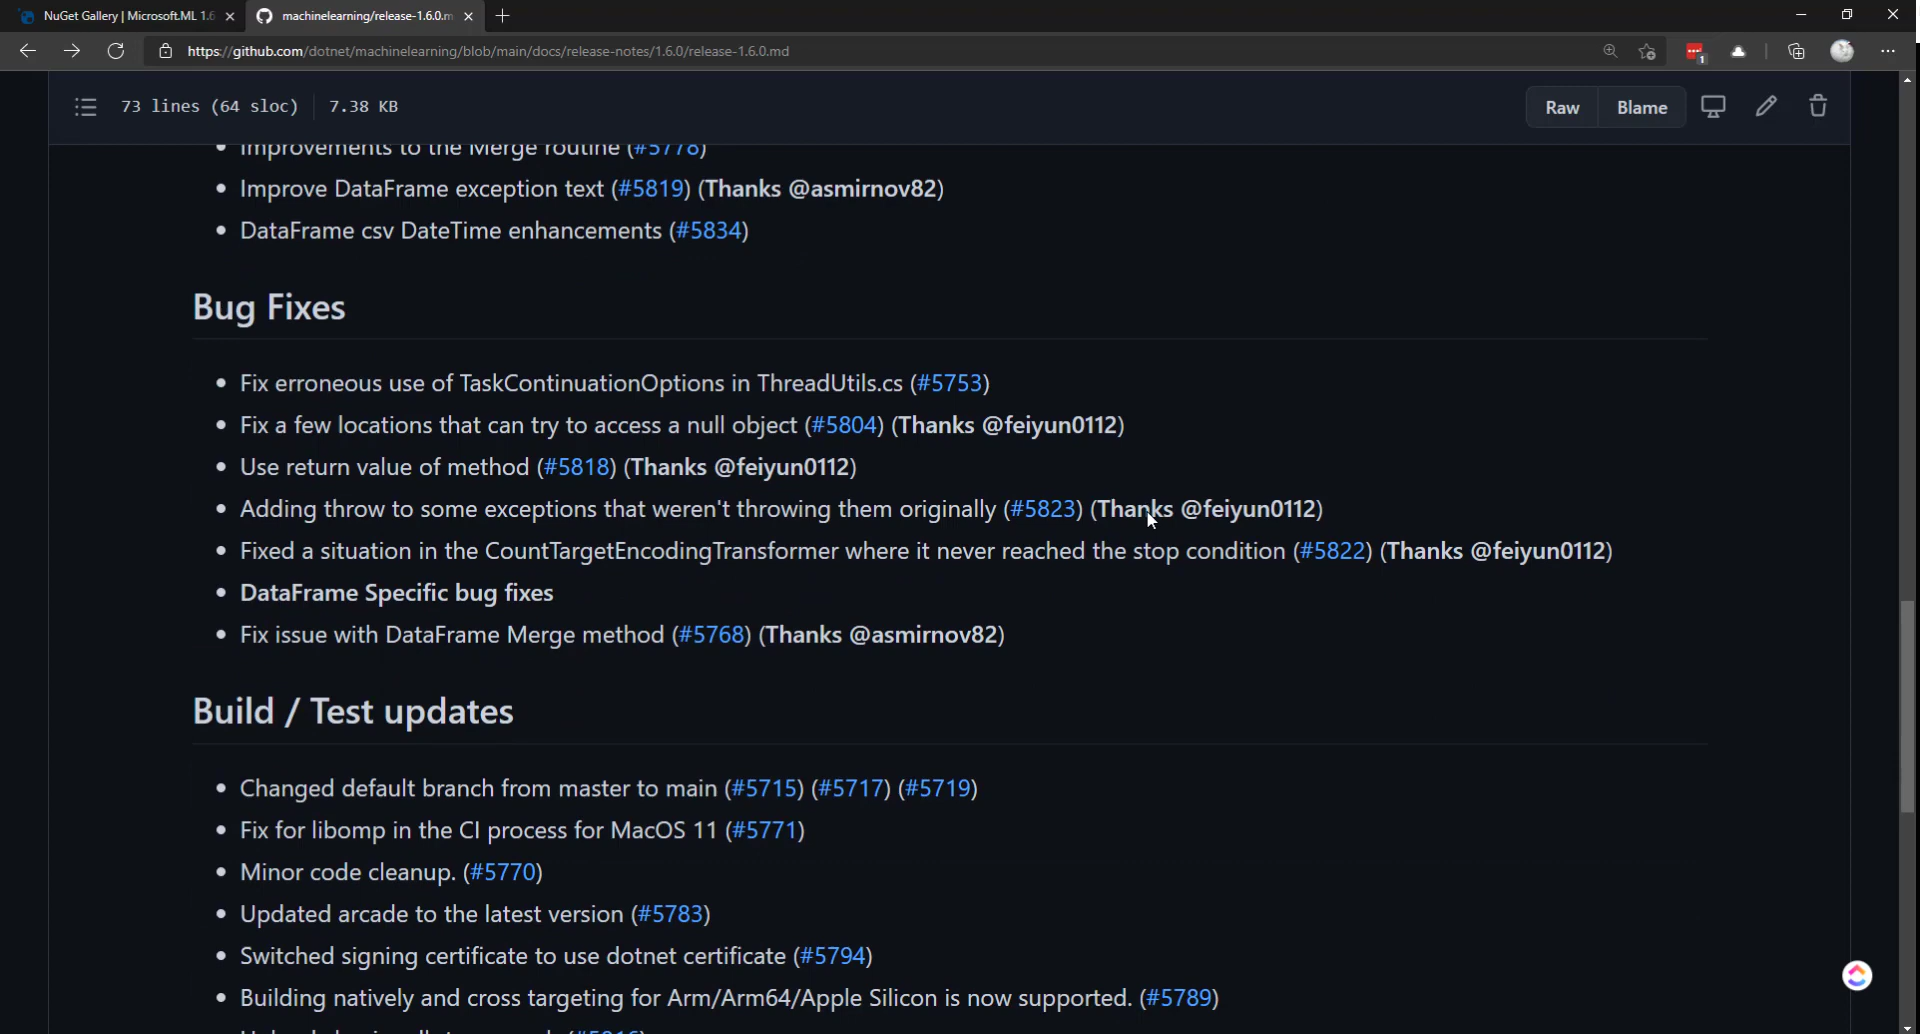 NuGet Gallery | Microsoft.ML 1.6
machinelearning/release-1.6.0.m
https://github.com/dotnet/machinelearning/blob/main/docs/release-notes/1.6.0/release-1.6.0.md
1
73 lines (64 sloc) 7.38 KB
Raw Blame
Improvements to the Merge routine (#5778)
Improve DataFrame exception text (#5819) (Thanks @asmirnov82)
DataFrame csv DateTime enhancements (#5834)
Bug Fixes
Fix erroneous use of TaskContinuationOptions in ThreadUtils.cs (#5753)
Fix a few locations that can try to access a null object (#5804) (Thanks @feiyun0112)
Use return value of method (#5818) (Thanks @feiyun0112)
Adding throw to some exceptions that weren't throwing them originally (#5823) (Thanks @feiyun0112)
Fixed a situation in the CountTargetEncodingTransformer where it never reached the stop condition (#5822) (Thanks @feiyun0112)
DataFrame Specific bug fixes
Fix issue with DataFrame Merge method (#5768) (Thanks @asmirnov82)
Build / Test updates
Changed default branch from master to main (#5715) (#5717) (#5719)
Fix for libomp in the CI process for MacOS 11 (#5771)
Minor code cleanup. (#5770)
Updated arcade to the latest version (#5783)
Switched signing certificate to use dotnet certificate (#5794)
Building natively and cross targeting for Arm/Arm64/Apple Silicon is now supported. (#5789)